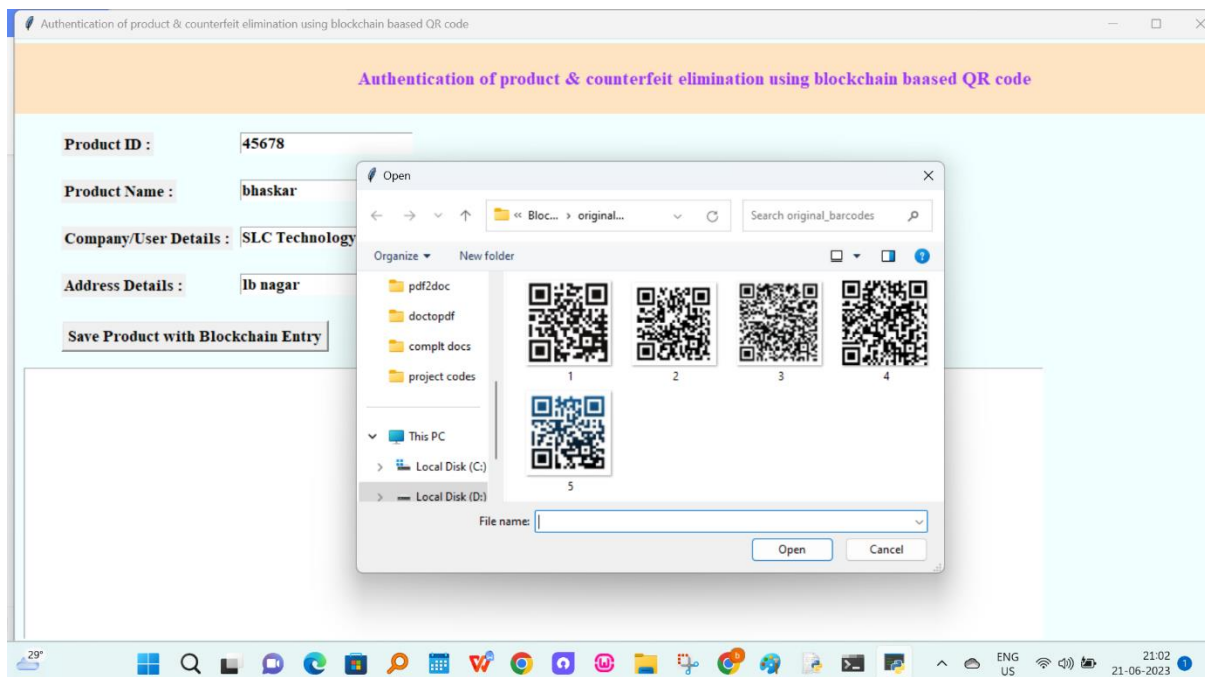 Authentication of product & counterfeit elimination using blockchain baased QR code
Authentication of product & counterfeit elimination using blockchain baased QR code
Product ID : 45678
Product Name : bhaskar
Company/User Details : SLC Technology
Address Details : lb nagar
Save Product with Blockchain Entry
Open
« Bloc... › original...
Search original_barcodes
Organize
New folder
pdf2doc
doctopdf
complt docs
project codes
This PC
Local Disk (C:)
Local Disk (D:)
1
2
3
4
5
File name:
Open
Cancel
29°
ENG
US
21:02
21-06-2023
1